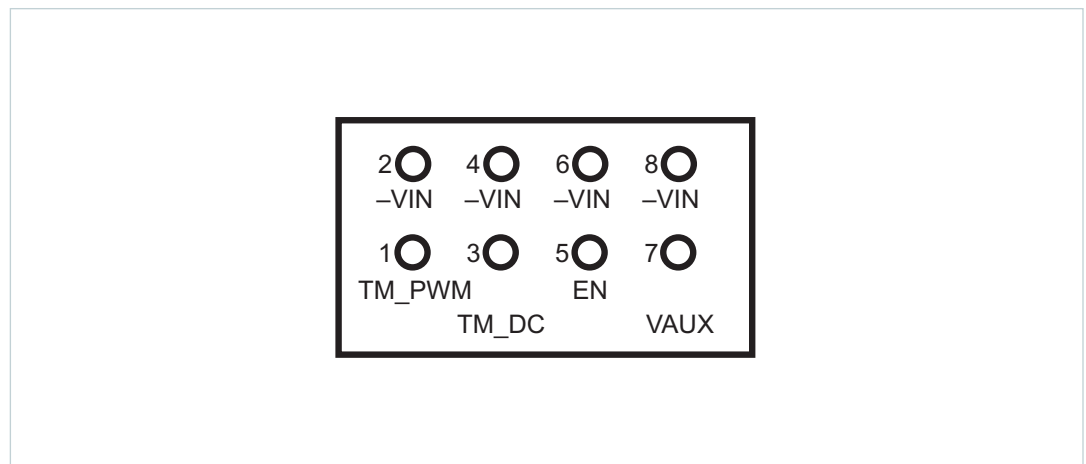 2 4 6 8
–VIN –VIN –VIN –VIN
1 3 5 7
TM_PWM EN
TM_DC VAUX